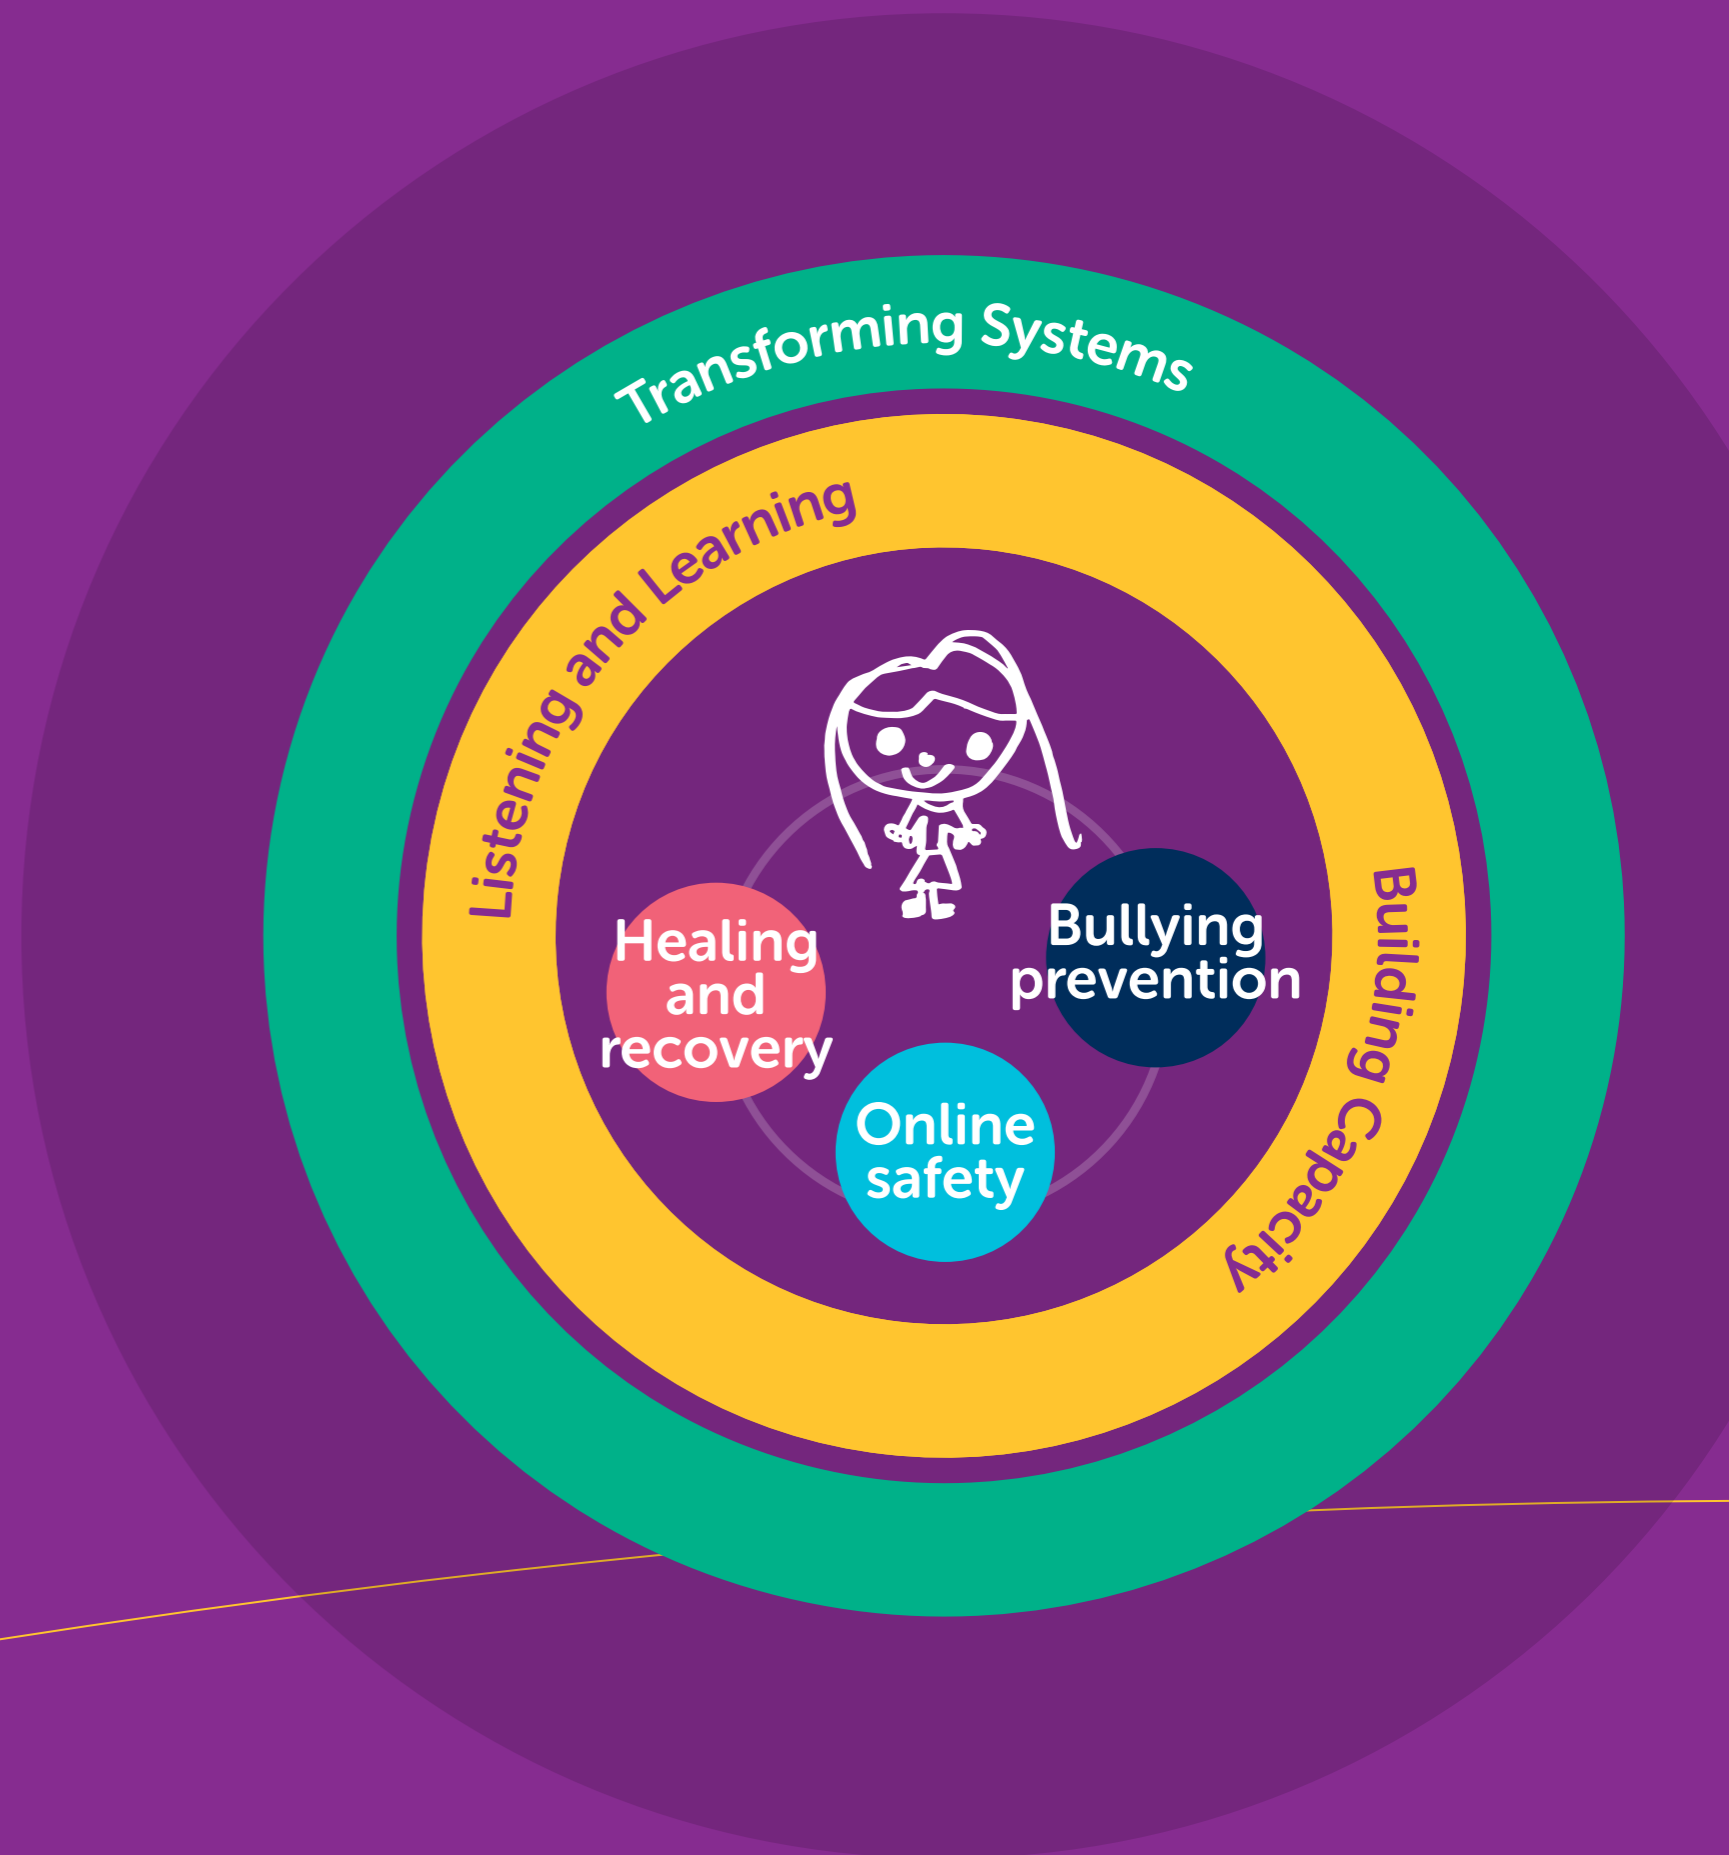 Transforming Systems
Listening and Learning
Building Capacity
Healing
and
recovery
Bullying
prevention
Online
safety